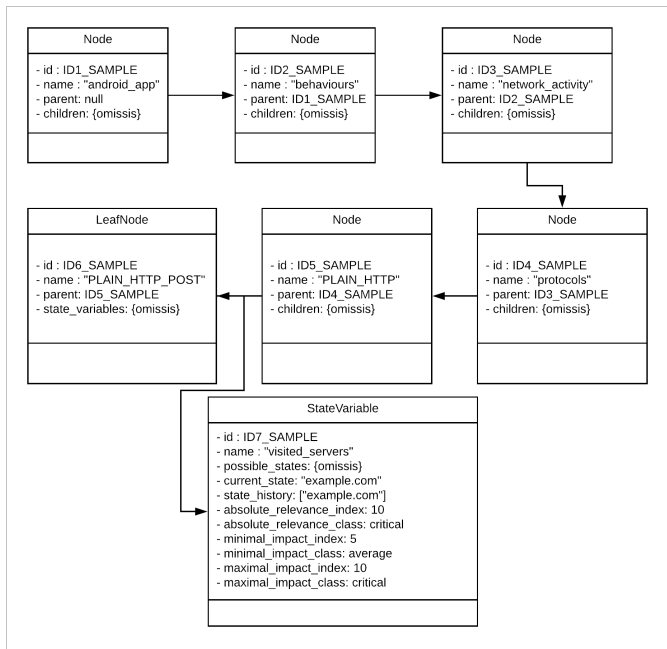 Node
- id : ID1_SAMPLE
- name : "android_app"
- parent: null
- children: {omissis}
Node
- id : ID2_SAMPLE
- name : "behaviours"
- parent: ID1_SAMPLE
- children: {omissis}
Node
- id : ID3_SAMPLE
- name : "network_activity"
- parent: ID2_SAMPLE
- children: {omissis}
LeafNode
- id : ID6_SAMPLE
- name : "PLAIN_HTTP_POST"
- parent: ID5_SAMPLE
- state_variables: {omissis}
Node
- id : ID5_SAMPLE
- name : "PLAIN_HTTP"
- parent: ID4_SAMPLE
- children: {omissis}
Node
- id : ID4_SAMPLE
- name : "protocols"
- parent: ID3_SAMPLE
- children: {omissis}
StateVariable
- id : ID7_SAMPLE
- name : "visited_servers"
- possible_states: {omissis}
- current_state: "example.com"
- state_history: ["example.com"]
- absolute_relevance_index: 10
- absolute_relevance_class: critical
- minimal_impact_index: 5
- minimal_impact_class: average
- maximal_impact_index: 10
- maximal_impact_class: critical